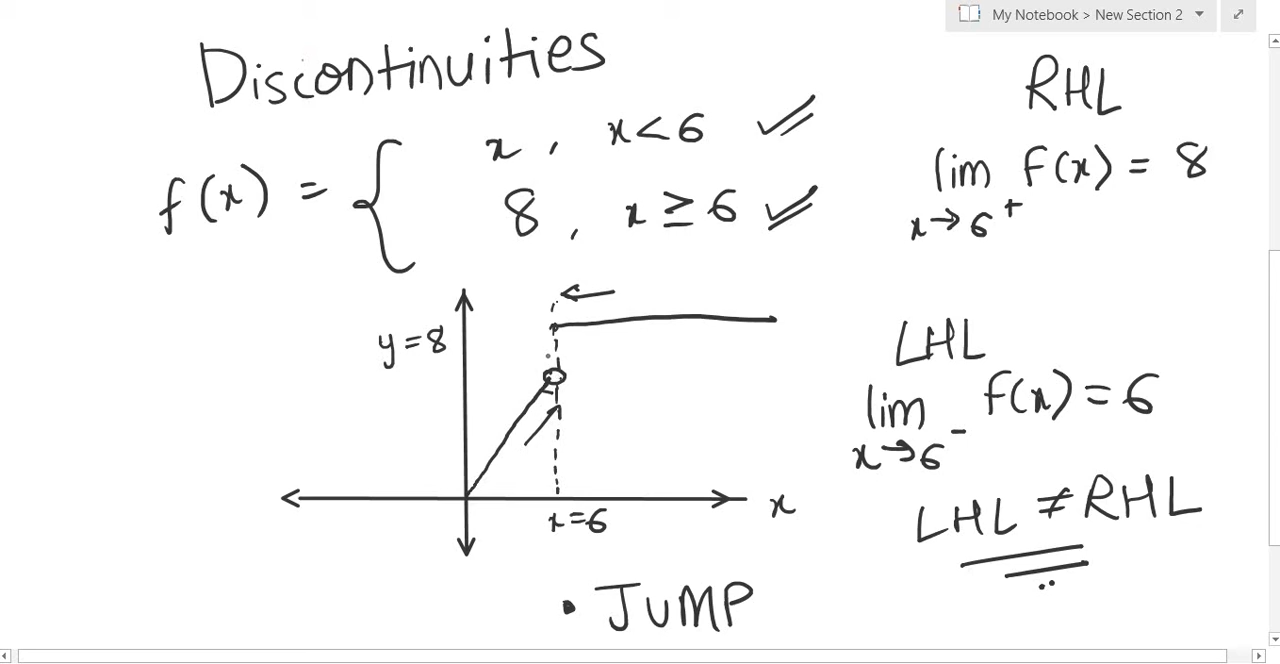 My Notebook > New Section 2
Discontinuities
f(x) = { x , x < 6
8 , x ≥ 6
y = 8
x = 6
x
• JUMP
RHL
lim f(x) = 8
x → 6⁺
LHL
lim f(x) = 6
x → 6⁻
LHL ≠ RHL